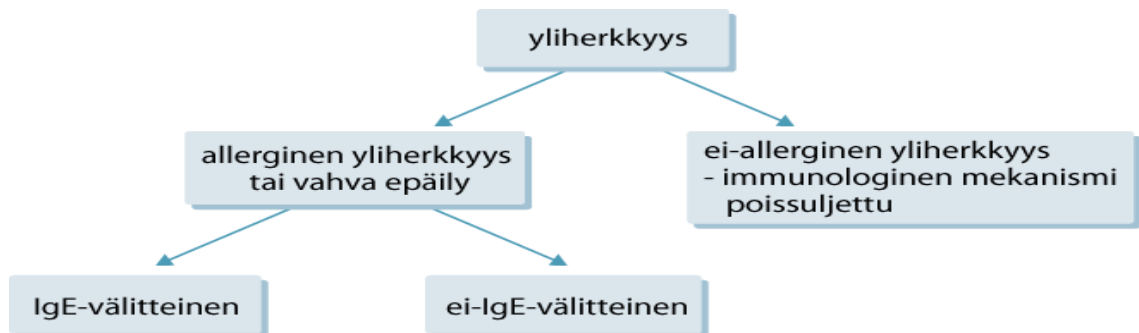 yliherkkyys
allerginen yliherkkyys
tai vahva epäily
ei-allerginen yliherkkyys
- immunologinen mekanismi
poissuljettu
IgE-välitteinen
ei-IgE-välitteinen